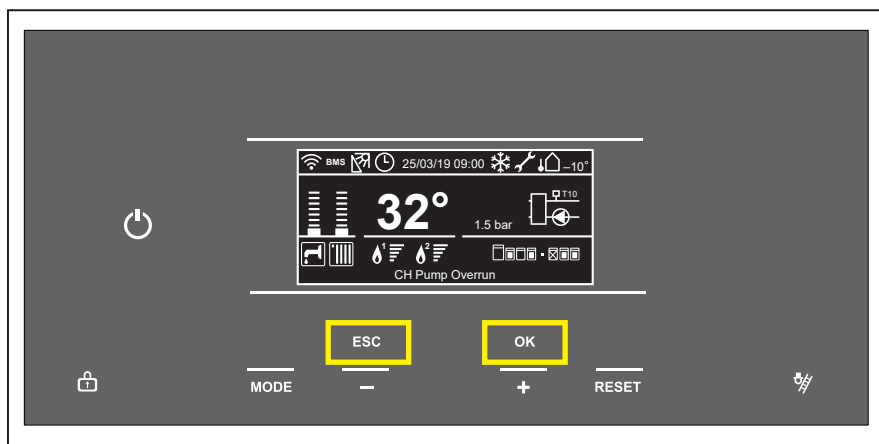 BMS 25/03/19 09:00 –10°
32° 1.5 bar T10
1 2
CH Pump Overrun
ESC OK
MODE – + RESET